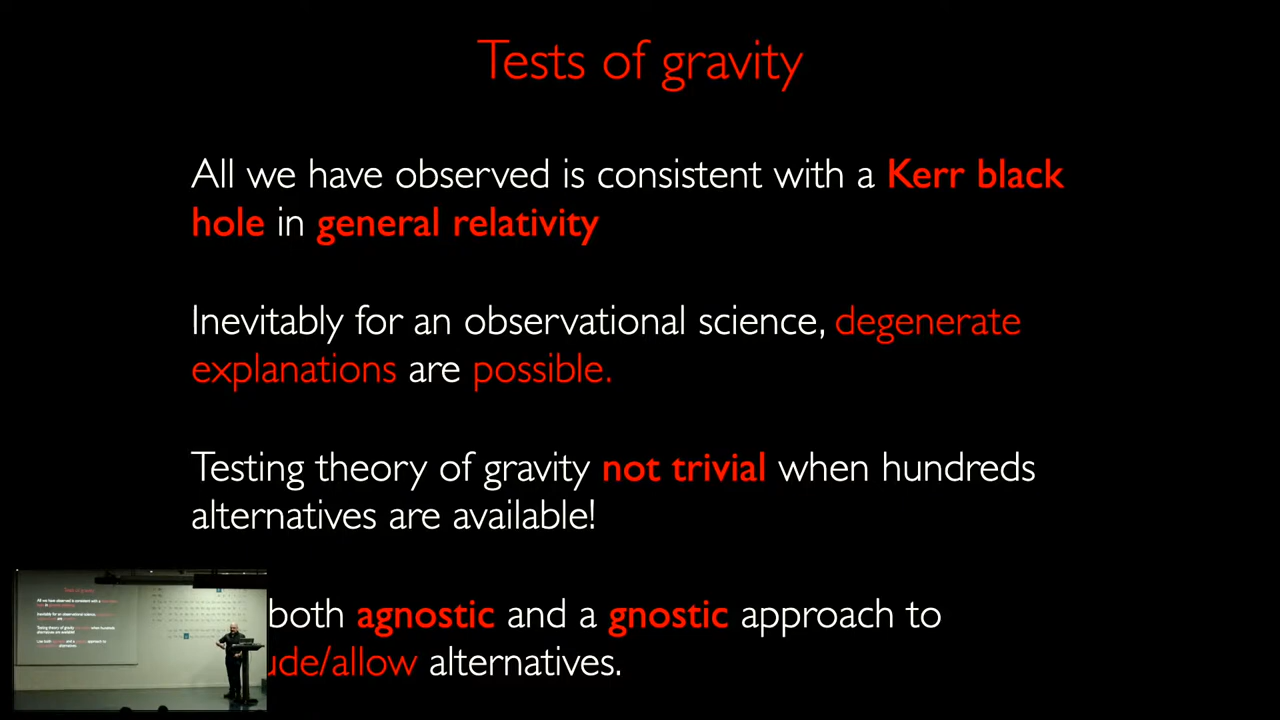 Tests of gravity
All we have observed is consistent with a Kerr black
hole in general relativity
Inevitably for an observational science, degenerate
explanations are possible.
Testing theory of gravity not trivial when hundreds
alternatives are available!
both agnostic and a gnostic approach to
ude/allow alternatives.